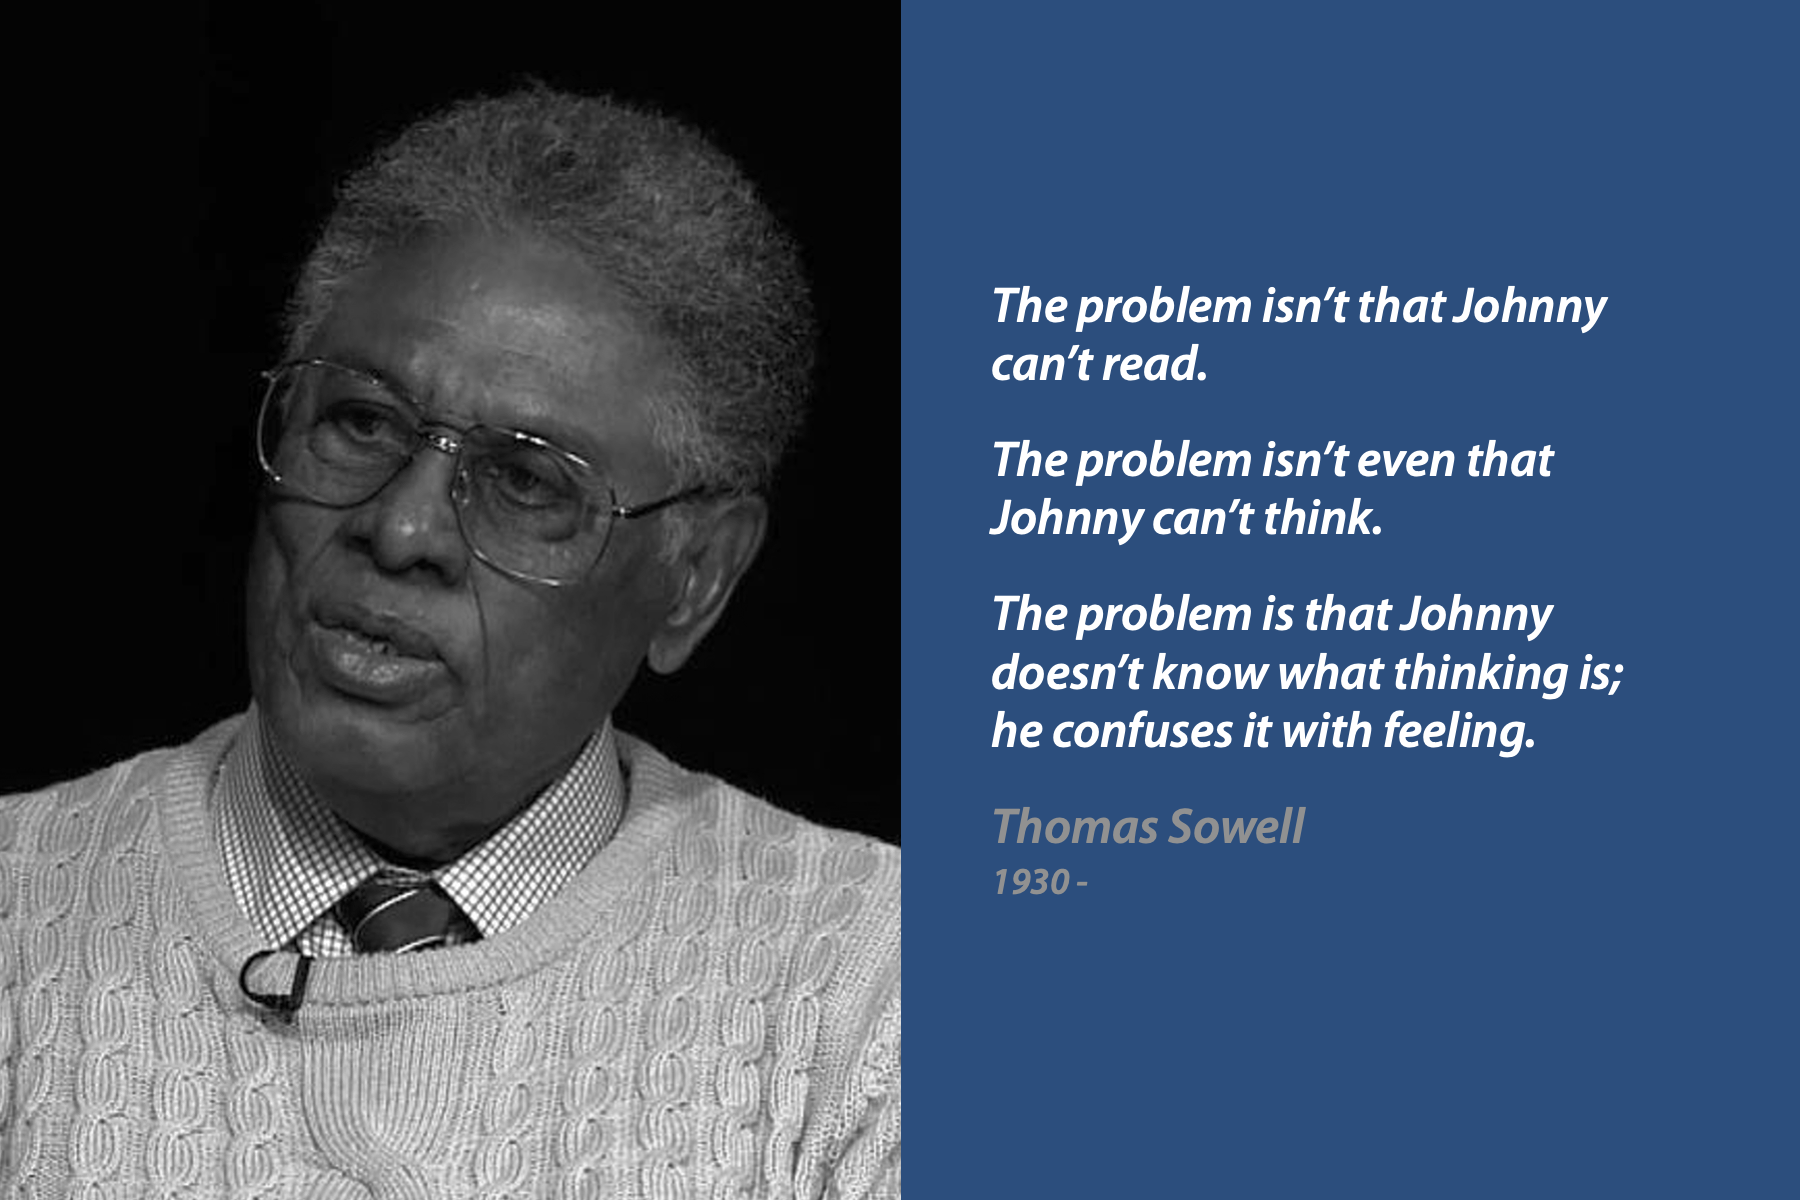 The problem isn’t that Johnny
can’t read.
The problem isn’t even that
Johnny can’t think.
The problem is that Johnny
doesn’t know what thinking is;
he confuses it with feeling.
Thomas Sowell
1930 -